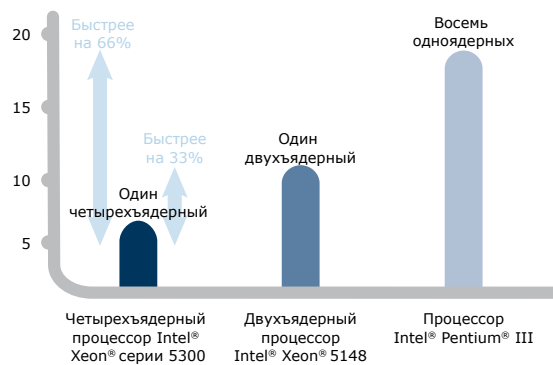 20
15
10
5
Быстрее
на 66%
Быстрее
на 33%
Один
четырехъядерный
Один
двухъядерный
Восемь
одноядерных
Четырехъядерный
процессор Intel®
Xeon® серии 5300
Двухъядерный
процессор
Intel® Xeon® 5148
Процессор
Intel® Pentium® III